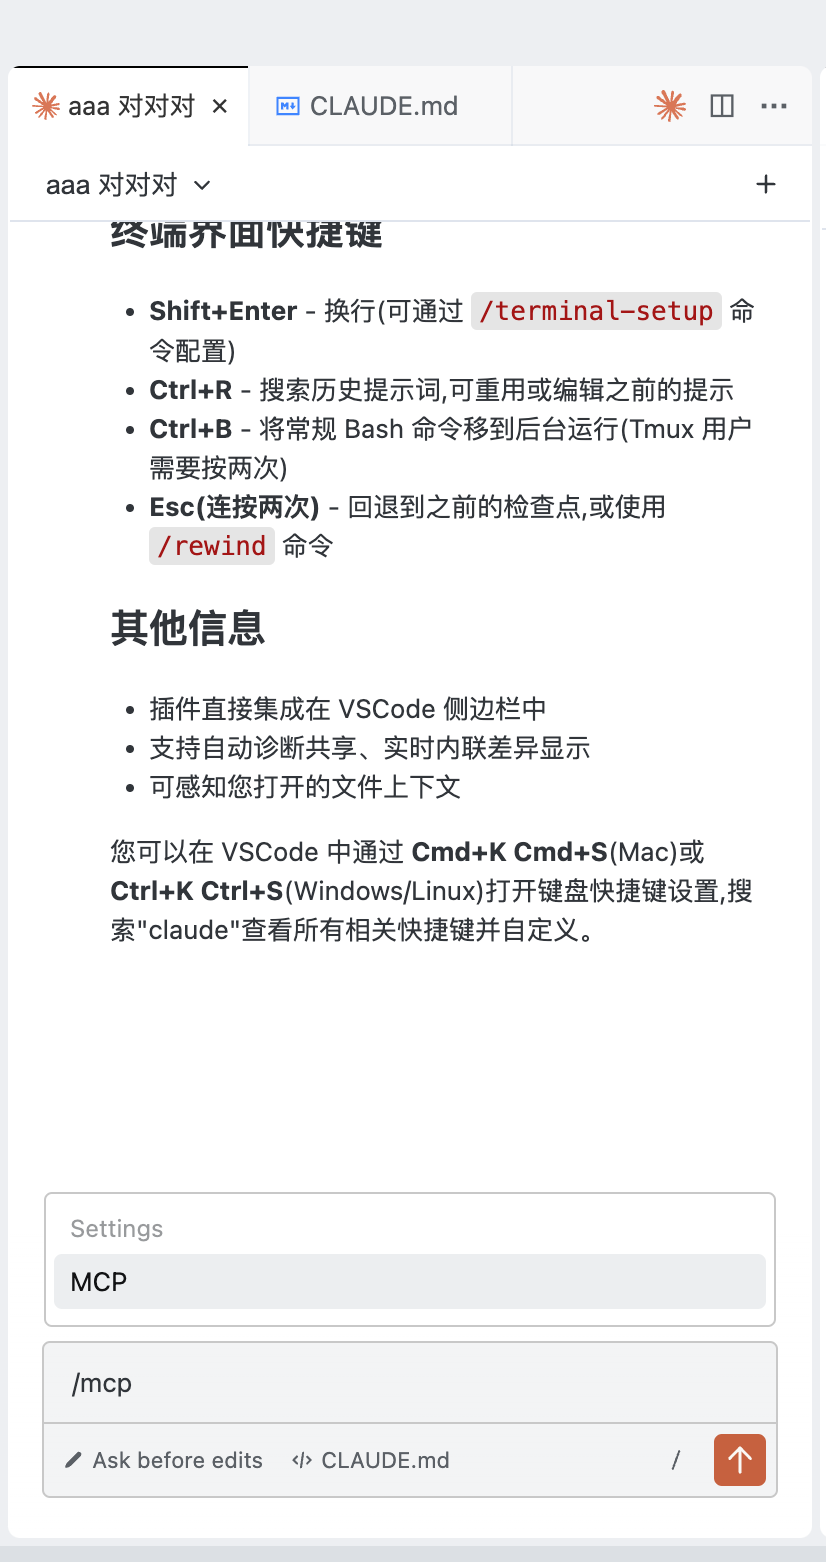 aaa 对对对
CLAUDE.md
aaa 对对对
终端界面快捷键
Shift+Enter - 换行(可通过 /terminal-setup 命
令配置)
Ctrl+R - 搜索历史提示词,可重用或编辑之前的提示
Ctrl+B - 将常规 Bash 命令移到后台运行(Tmux 用户
需要按两次)
Esc(连按两次) - 回退到之前的检查点,或使用
/rewind 命令
其他信息
插件直接集成在 VSCode 侧边栏中
支持自动诊断共享、实时内联差异显示
可感知您打开的文件上下文
您可以在 VSCode 中通过 Cmd+K Cmd+S(Mac)或
Ctrl+K Ctrl+S(Windows/Linux)打开键盘快捷键设置,搜
索"claude"查看所有相关快捷键并自定义。
Settings
MCP
/mcp
Ask before edits </> CLAUDE.md /